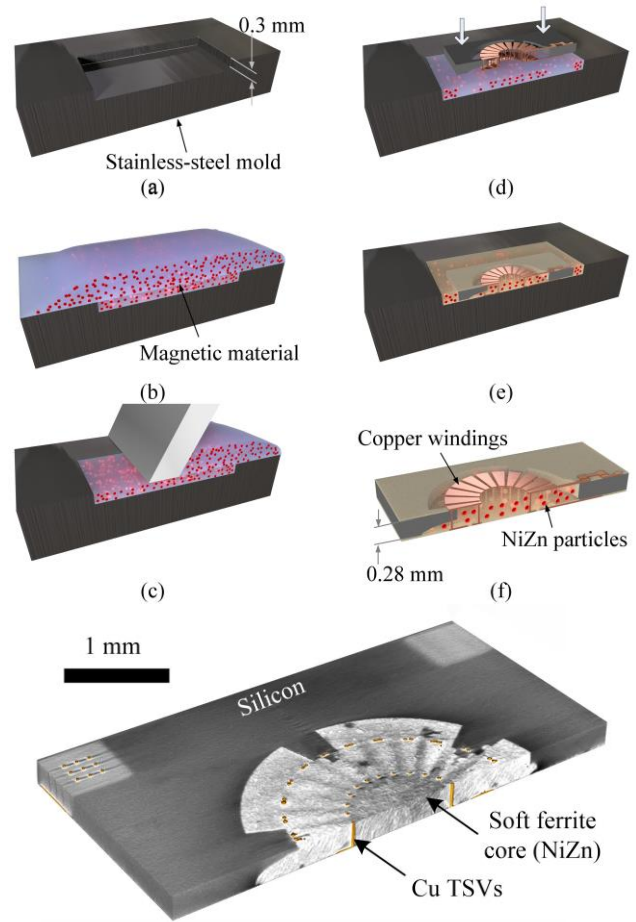 0.3 mm
Stainless-steel mold
(a)
(d)
Magnetic material
(b)
(e)
(c)
Copper windings
NiZn particles
0.28 mm
(f)
1 mm
Silicon
Soft ferrite
core (NiZn)
Cu TSVs